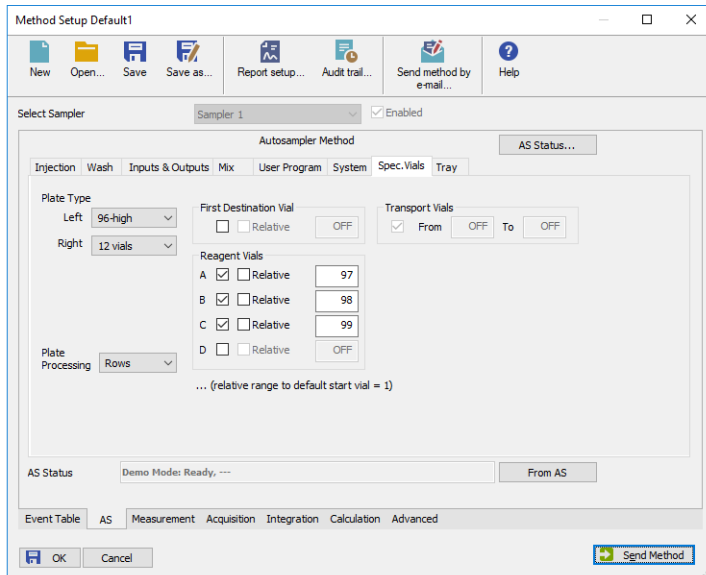 Method Setup Default1
New Open... Save Save as... Report setup... Audit trail... Send method by e-mail... Help
Select Sampler Sampler 1 Enabled
Autosampler Method AS Status...
Injection Wash Inputs & Outputs Mix User Program System Spec.Vials Tray
Plate Type First Destination Vial Transport Vials
Left 96-high Relative OFF From OFF To OFF
Right 12 vials Reagent Vials
A Relative 97
B Relative 98
C Relative 99
D Relative OFF
Plate Processing Rows
... (relative range to default start vial = 1)
AS Status Demo Mode: Ready, --- From AS
Event Table AS Measurement Acquisition Integration Calculation Advanced
OK Cancel Send Method